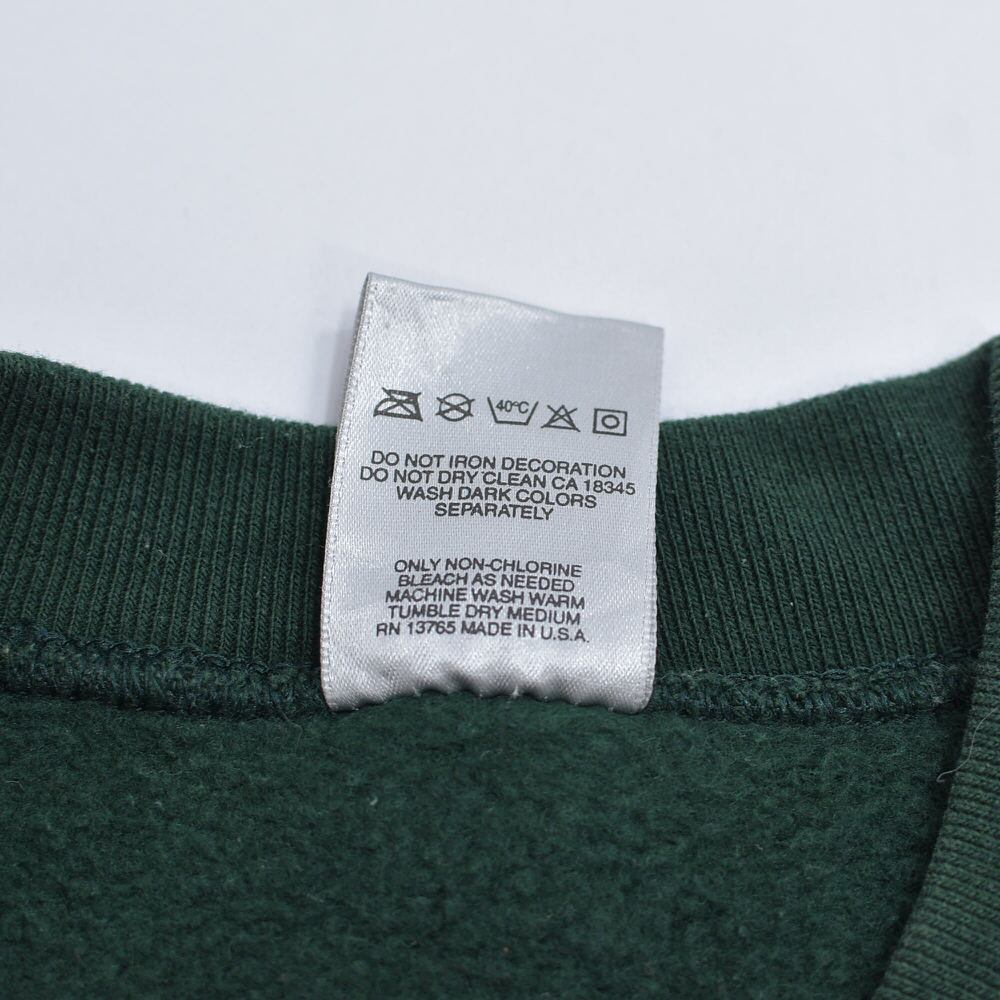 40°C
DO NOT IRON DECORATION
DO NOT DRY CLEAN CA 18345
WASH DARK COLORS
SEPARATELY
ONLY NON-CHLORINE
BLEACH AS NEEDED
MACHINE WASH WARM
TUMBLE DRY MEDIUM
RN 13765 MADE IN U.S.A.